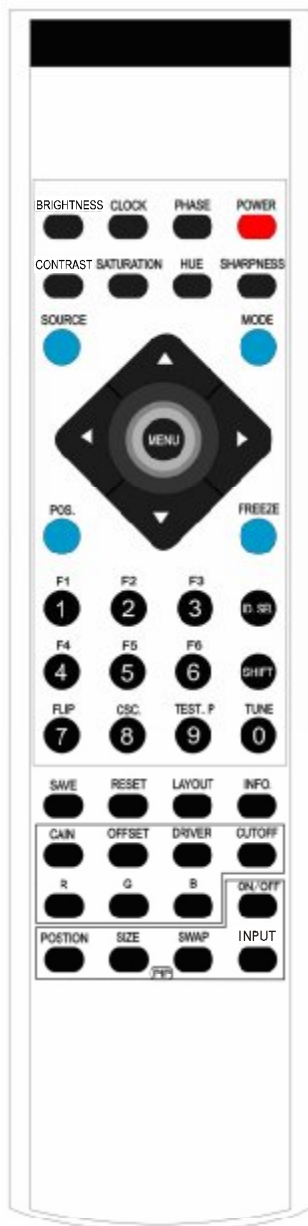 BRIGHTNESS CLOCK PHASE POWER
CONTRAST SATURATION HUE SHARPNESS
SOURCE MODE
MENU
POS. FREEZE
F1 F2 F3
1 2 3 ID. SR.
F4 F5 F6
4 5 6 SHIFT
FLIP CSC. TEST. P TUNE
7 8 9 0
SAVE RESET LAYOUT INFO.
CAIN OFFSET DRIVER CUTOFF
R G B ON/OFF
POSTION SIZE SWAP INPUT
PIP